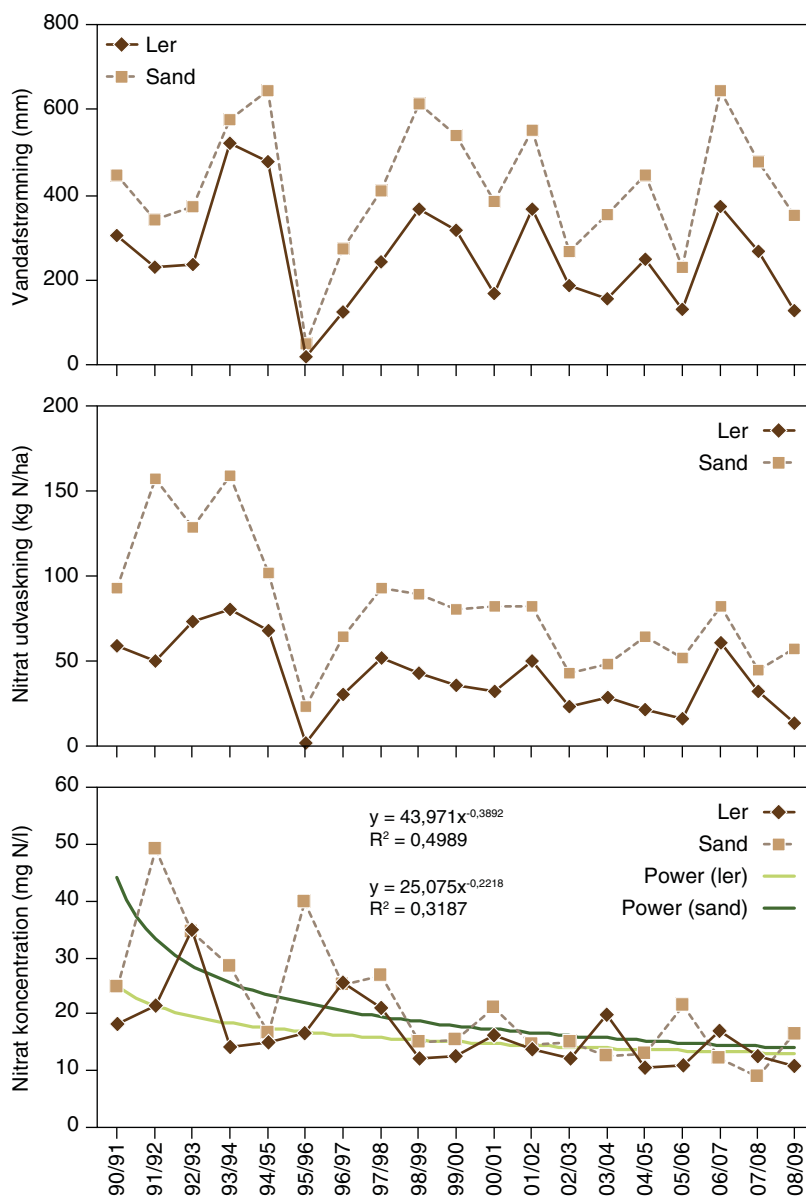 800
600
400
200
0
Vandafstrømning (mm)
Ler
Sand
200
150
100
50
0
Nitrat udvaskning (kg N/ha)
Ler
Sand
60
50
40
30
20
10
0
Nitrat koncentration (mg N/l)
y = 43,971x^-0,3892
R² = 0,4989
y = 25,075x^-0,2218
R² = 0,3187
Ler
Sand
Power (ler)
Power (sand)
90/91
91/92
92/93
93/94
94/95
95/96
96/97
97/98
98/99
99/00
00/01
01/02
02/03
03/04
04/05
05/06
06/07
07/08
08/09